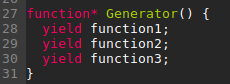 27 function* Generator() {
28   yield function1;
29   yield function2;
30   yield function3;
31 }